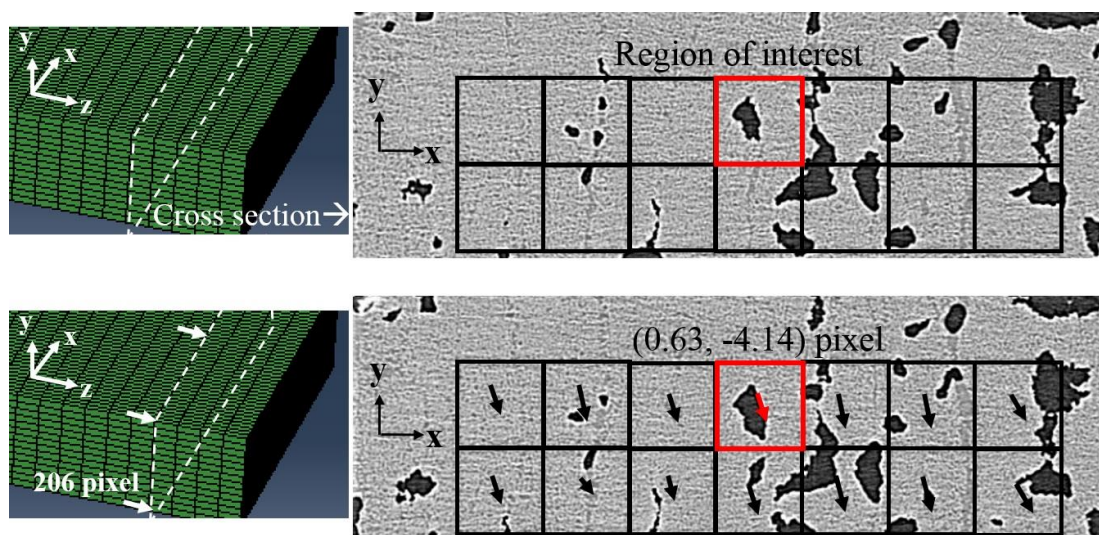 y
x
z
Cross section→
Region of interest
y
x
y
x
z
206 pixel
(0.63, -4.14) pixel
y
x